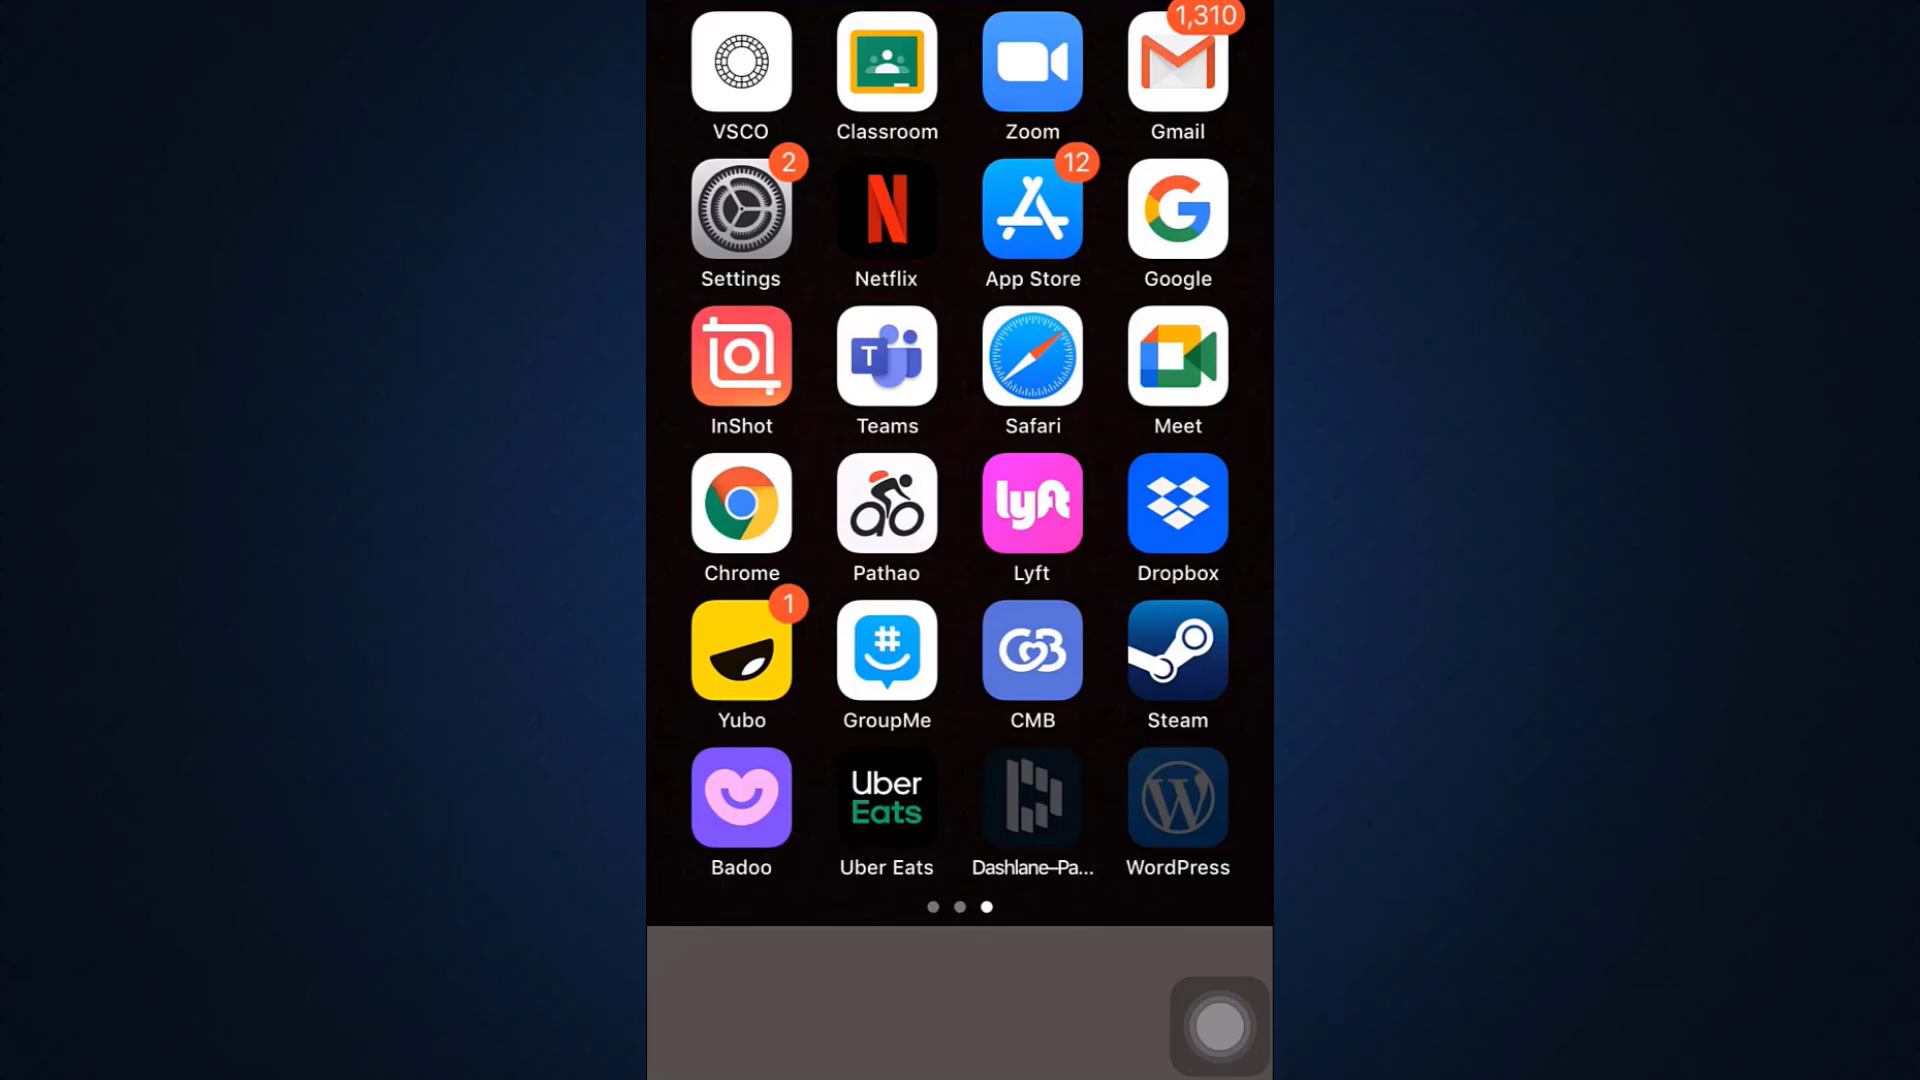 1,310
VSCO Classroom Zoom Gmail
2 12
Settings Netflix App Store Google
T
InShot Teams Safari Meet
lyft
Chrome Pathao Lyft Dropbox
1
#
Yubo GroupMe CMB Steam
Uber
Eats
Badoo Uber Eats Dashlane–Pa... WordPress